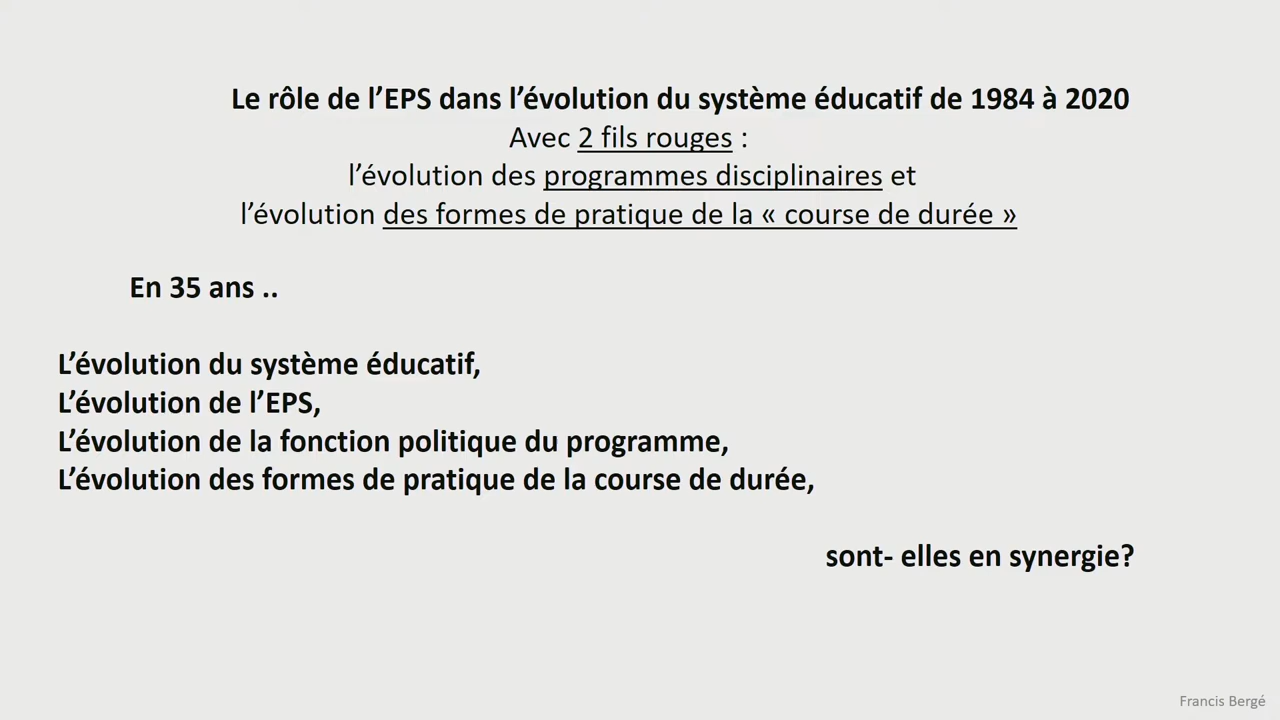 Le rôle de l’EPS dans l’évolution du système éducatif de 1984 à 2020
Avec 2 fils rouges :
l’évolution des programmes disciplinaires et
l’évolution des formes de pratique de la « course de durée »
En 35 ans ..
L’évolution du système éducatif,
L’évolution de l’EPS,
L’évolution de la fonction politique du programme,
L’évolution des formes de pratique de la course de durée,
sont- elles en synergie?
Francis Bergé